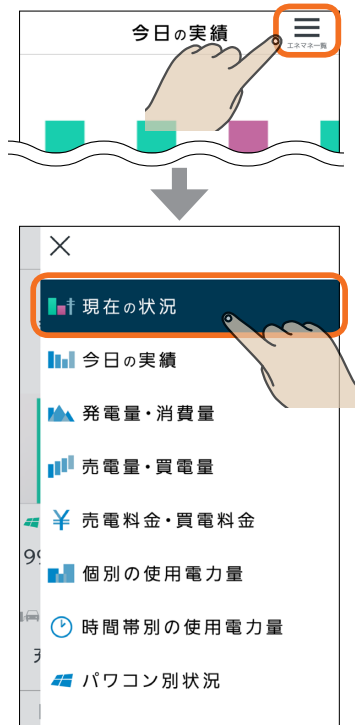 今日の実績
エネマネ一覧
現在の状況
今日の実績
発電量・消費量
売電量・買電量
売電料金・買電料金
個別の使用電力量
時間帯別の使用電力量
パワコン別状況